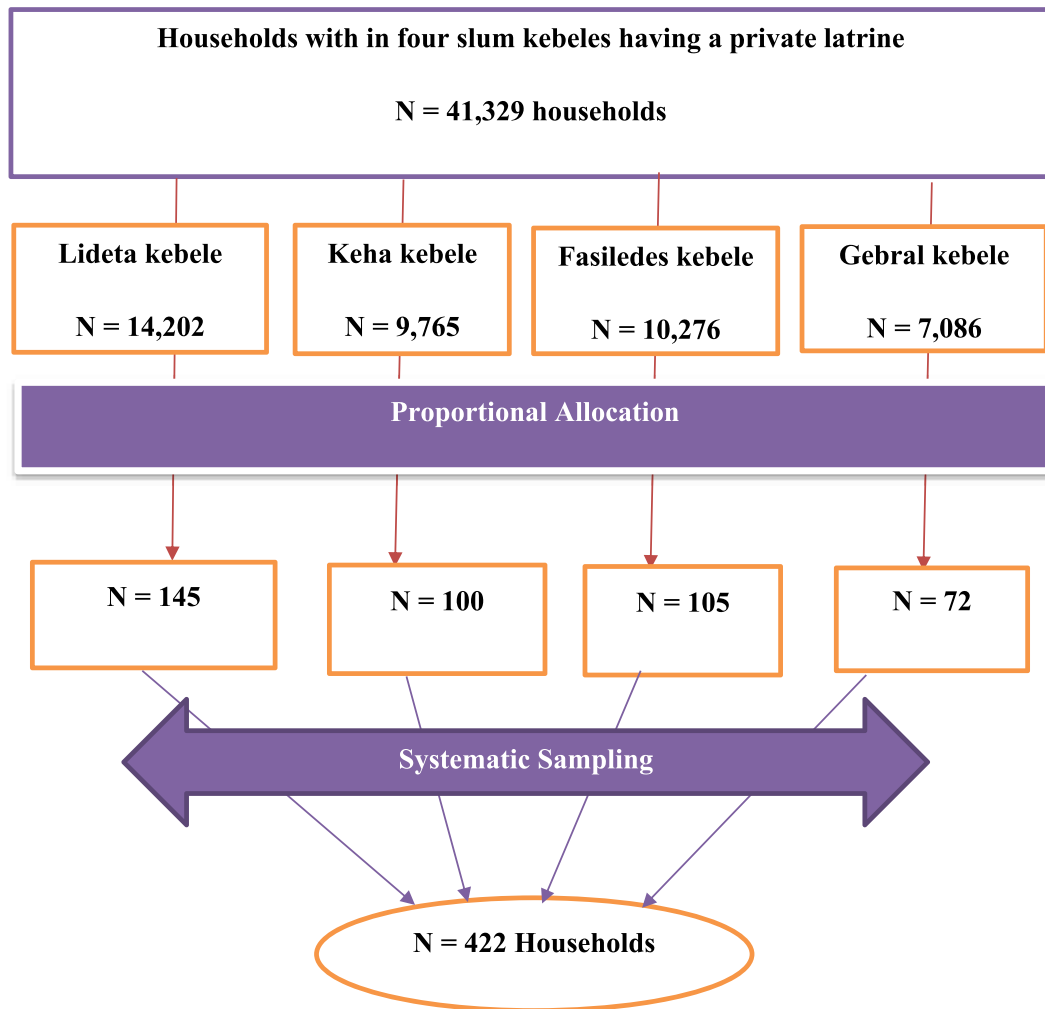 Households with in four slum kebeles having a private latrine
N = 41,329 households
Lideta kebele
N = 14,202
Keha kebele
N = 9,765
Fasiledes kebele
N = 10,276
Gebral kebele
N = 7,086
Proportional Allocation
N = 145
N = 100
N = 105
N = 72
Systematic Sampling
N = 422 Households